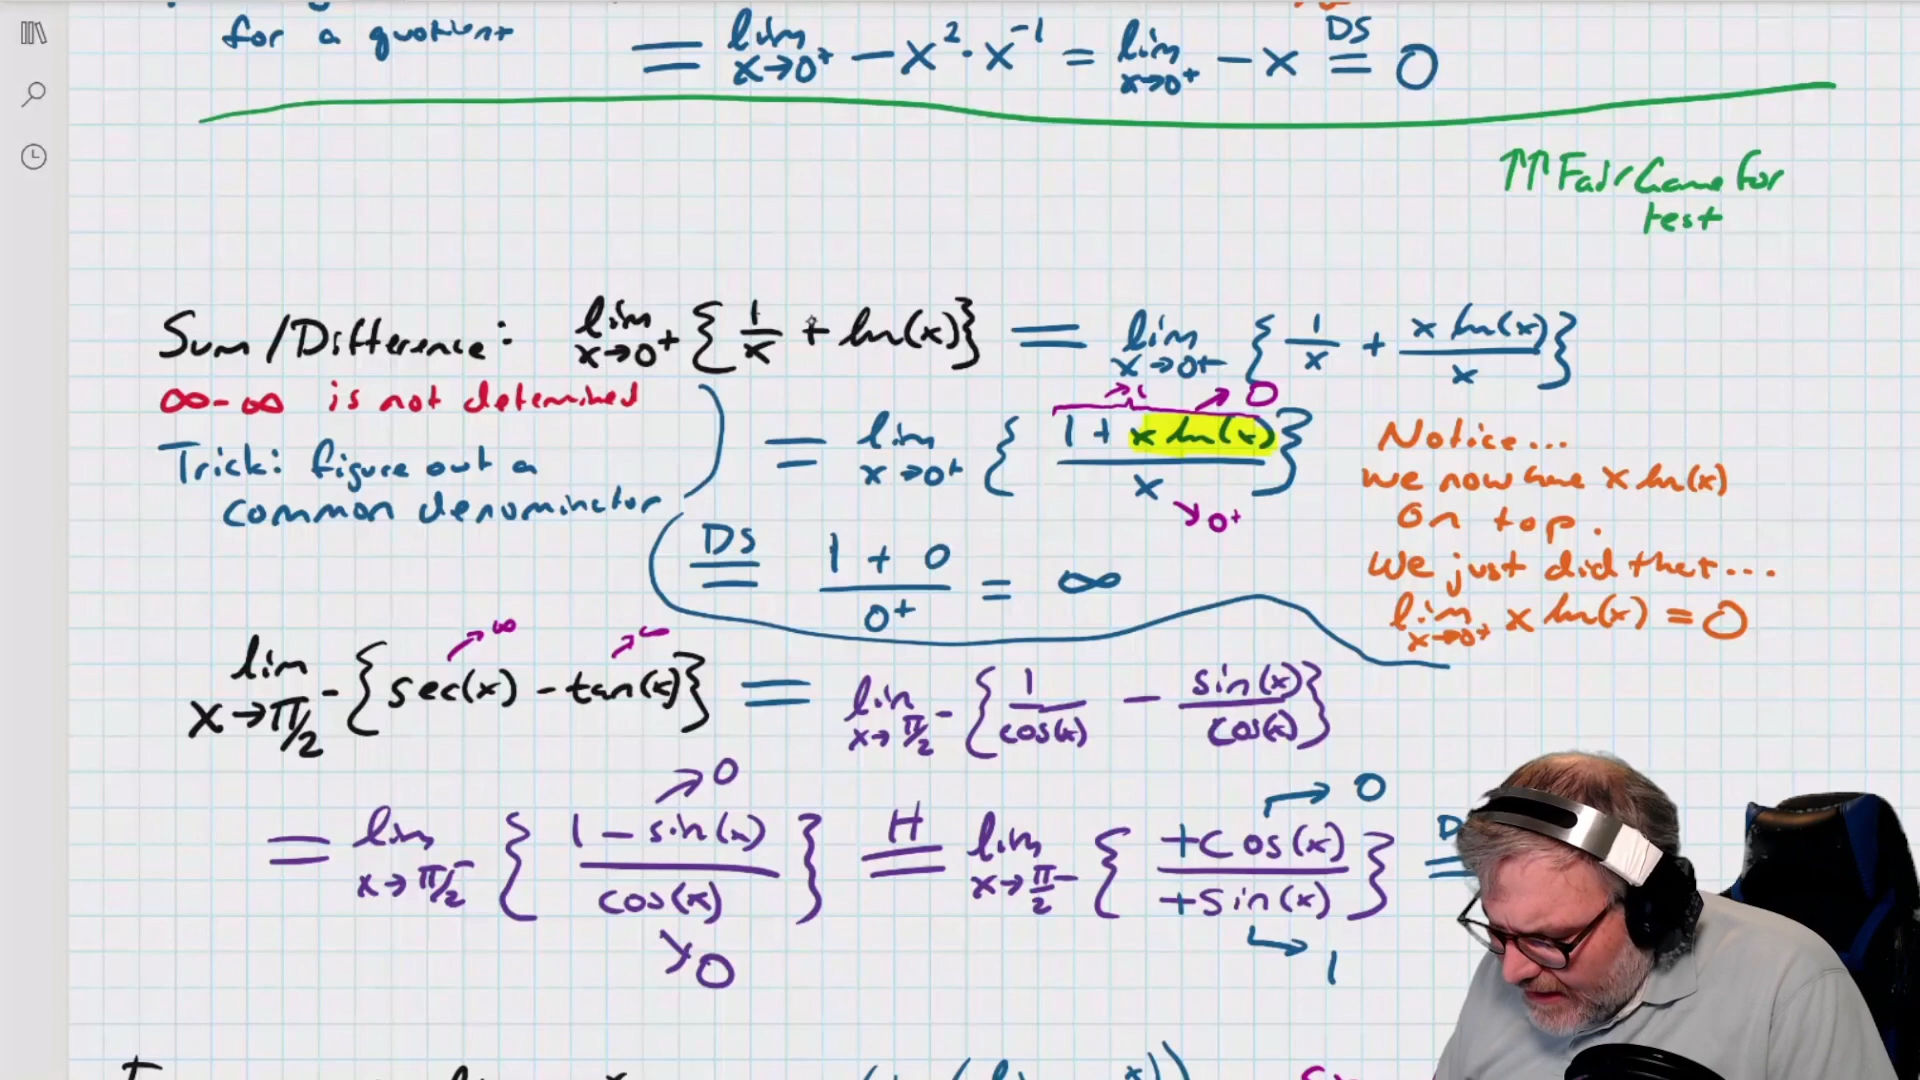 for a quotient = lim x→0⁺ −x²·x⁻¹ = lim x→0⁺ −x DS= 0
↑↑ Fair Game for
test
Sum/Difference: lim x→0⁺ {1/x + ln(x)} = lim x→0⁺ {1/x + x ln(x)/x}
∞-∞ is not determined
= lim x→0⁺ {(1 + x ln(x))/x}
→1 →0
→0⁺
Trick: figure out a
common denominator
DS= (1 + 0)/0⁺ = ∞
Notice...
we now have x ln(x)
on top.
We just did that...
lim x→0⁺ x ln(x) = 0
lim x→π/2⁻ {sec(x) - tan(x)} = lim x→π/2⁻ {1/cos(x) − sin(x)/cos(x)}
→∞ →∞
= lim x→π/2⁻ {(1 − sin(x))/cos(x)} H= lim x→π/2⁻ {+cos(x)/+sin(x)}
→0 →0
→0 →1